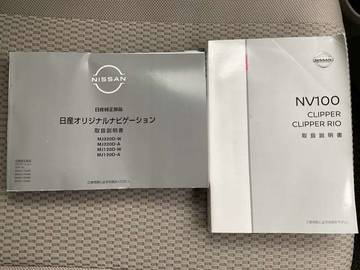 NISSAN
日産純正部品
日産オリジナルナビゲーション
取扱説明書
MJ320D-W
MJ320D-A
MJ120D-W
MJ120D-A
NISSAN
NV100
CLIPPER
CLIPPER RIO
取扱説明書